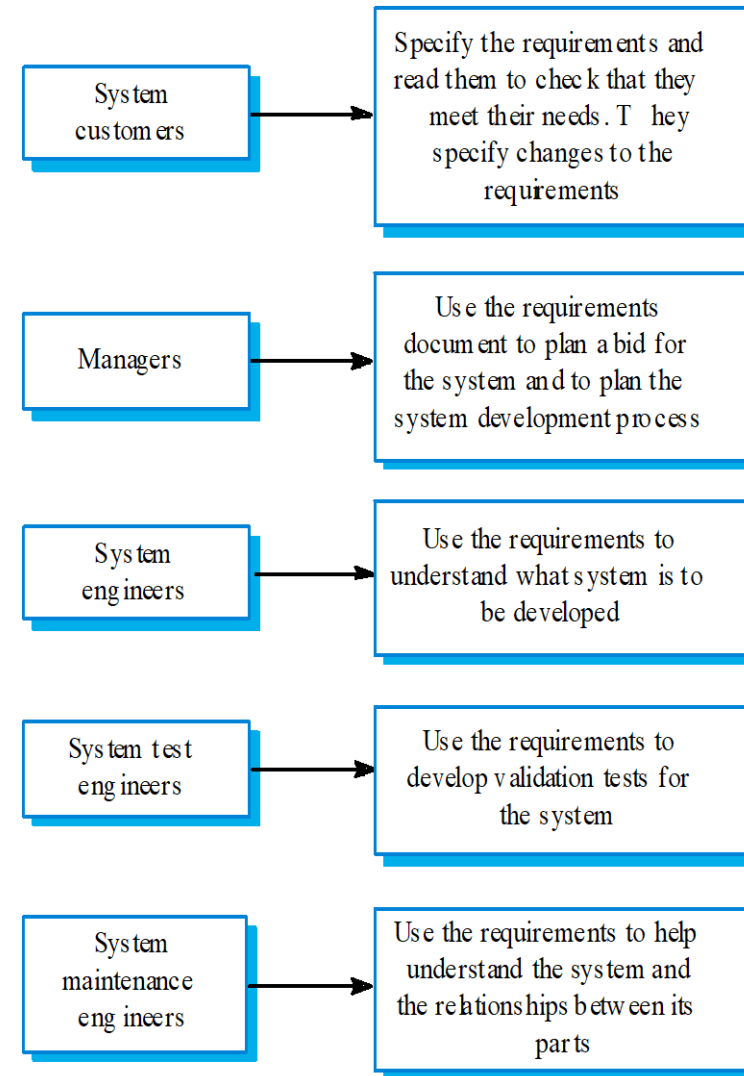 System
customers
Specify the requirements and
read them to check that they
meet their needs. T hey
specify changes to the
requirements
Managers
Use the requirements
document to plan a bid for
the system and to plan the
system development process
System
engineers
Use the requirements to
understand what system is to
be developed
System test
engineers
Use the requirements to
develop validation tests for
the system
System
maintenance
engineers
Use the requirements to help
understand the system and
the relationships between its
parts